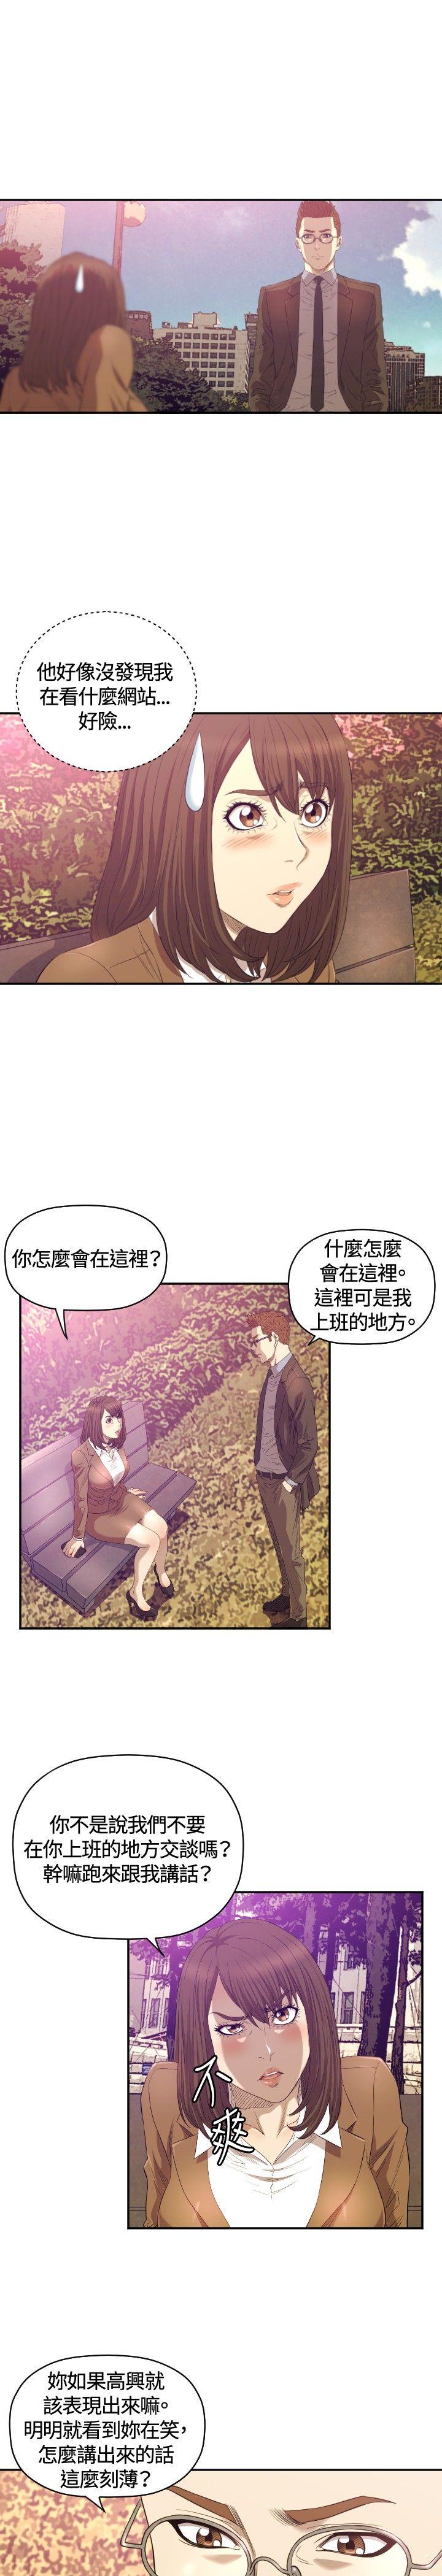 他好像沒發現我
在看什麼網站...
好險...
你怎麼會在這裡？
什麼怎麼
會在這裡。
這裡可是我
上班的地方。
你不是說我們不要
在你上班的地方交談嗎？
幹嘛跑來跟我講話？
不爽
妳如果高興就
該表現出來嘛。
明明就看到妳在笑，
怎麼講出來的話
這麼刻薄？